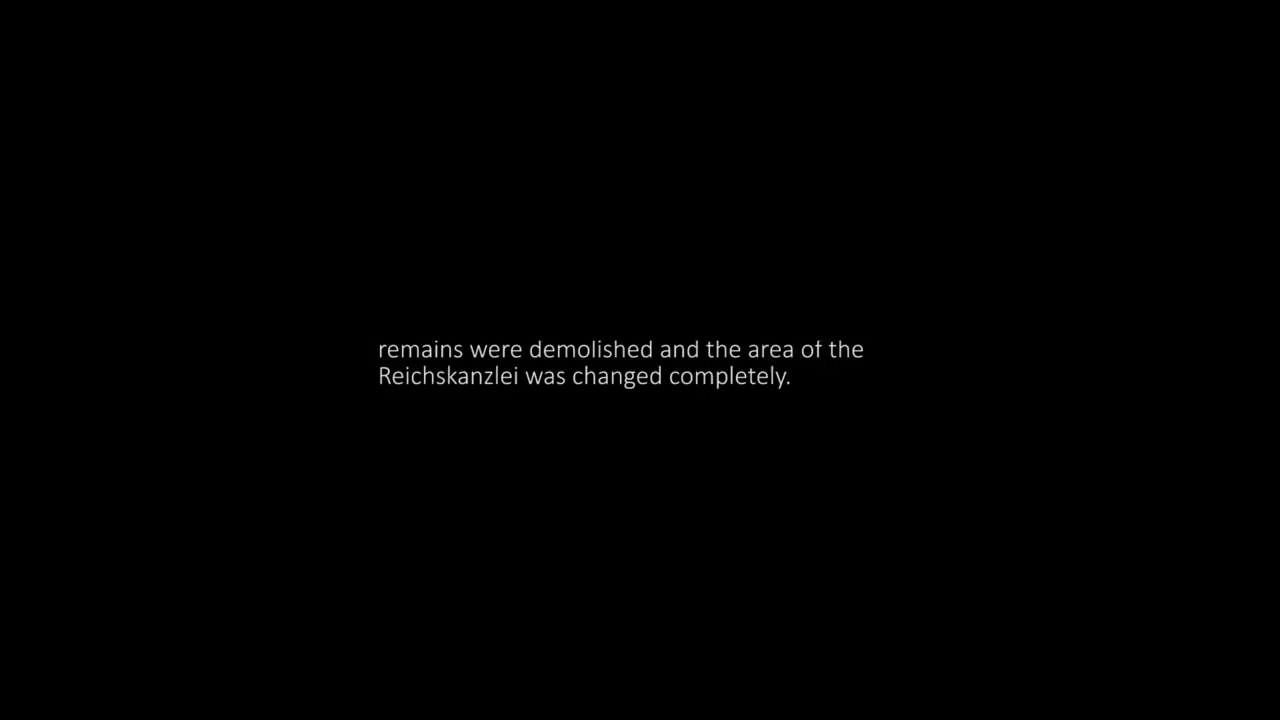 remains were demolished and the area of the
Reichskanzlei was changed completely.